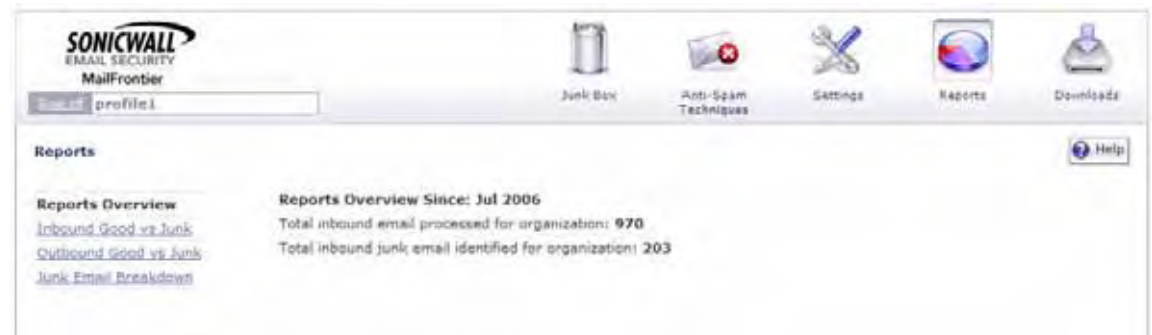 SONICWALL
EMAIL SECURITY
MailFrontier
profile1
Junk Box
Anti-Spam
Techniques
Settings
Reports
Downloads
Reports
Help
Reports Overview
Inbound Good vs Junk
Outbound Good vs Junk
Junk Email Breakdown
Reports Overview Since: Jul 2006
Total inbound email processed for organization: 970
Total inbound junk email identified for organization: 203